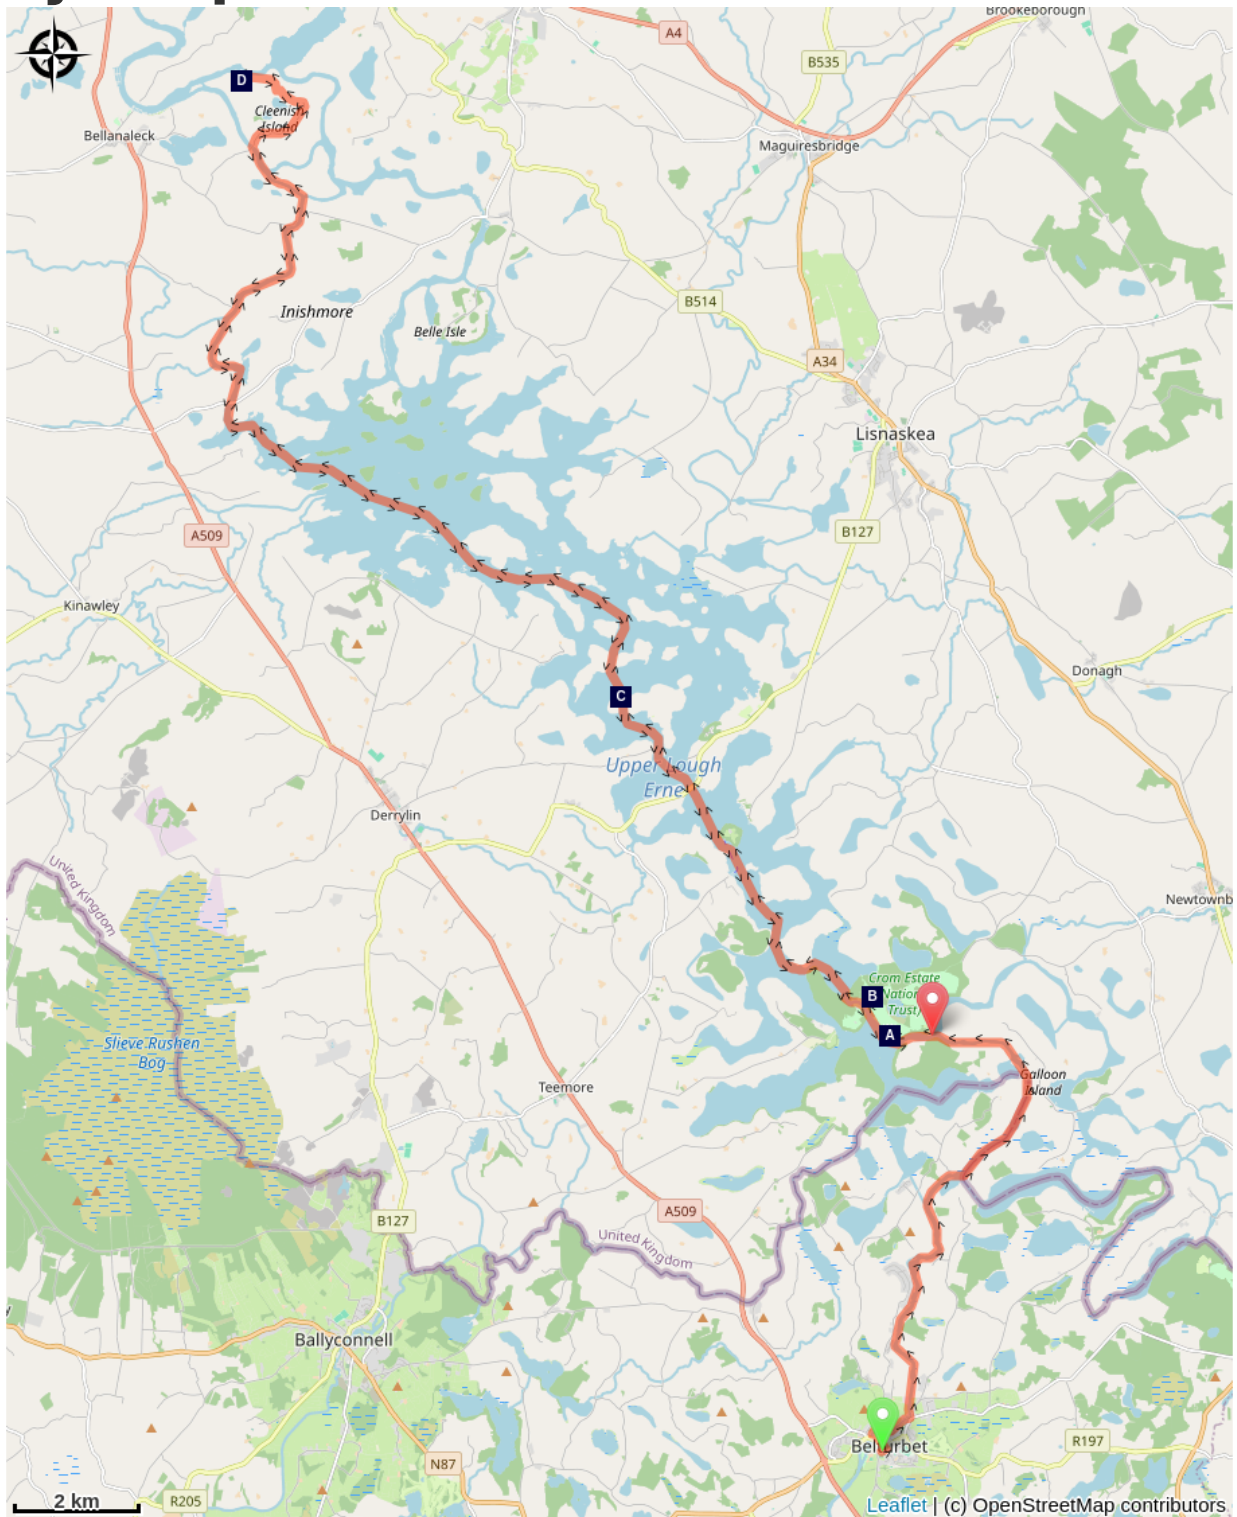 Brookeborough
A4
B535
D
Cleenish
Island
Bellanaleck
Maguiresbridge
B514
Inishmore
Belle Isle
A34
Lisnaskea
A509
B127
Kinawley
Donagh
C
Upper Lough
Erne
Derrylin
United Kingdom
Newtownb
Crom Estate
Nation
Trust)
B
A
Slieve Rushen
Bog
Galloon
Island
Teemore
B127
A509
United Kingdom
y
Ballyconnell
Belturbet
R197
N87
2 km
R205
Leaflet | (c) OpenStreetMap contributors